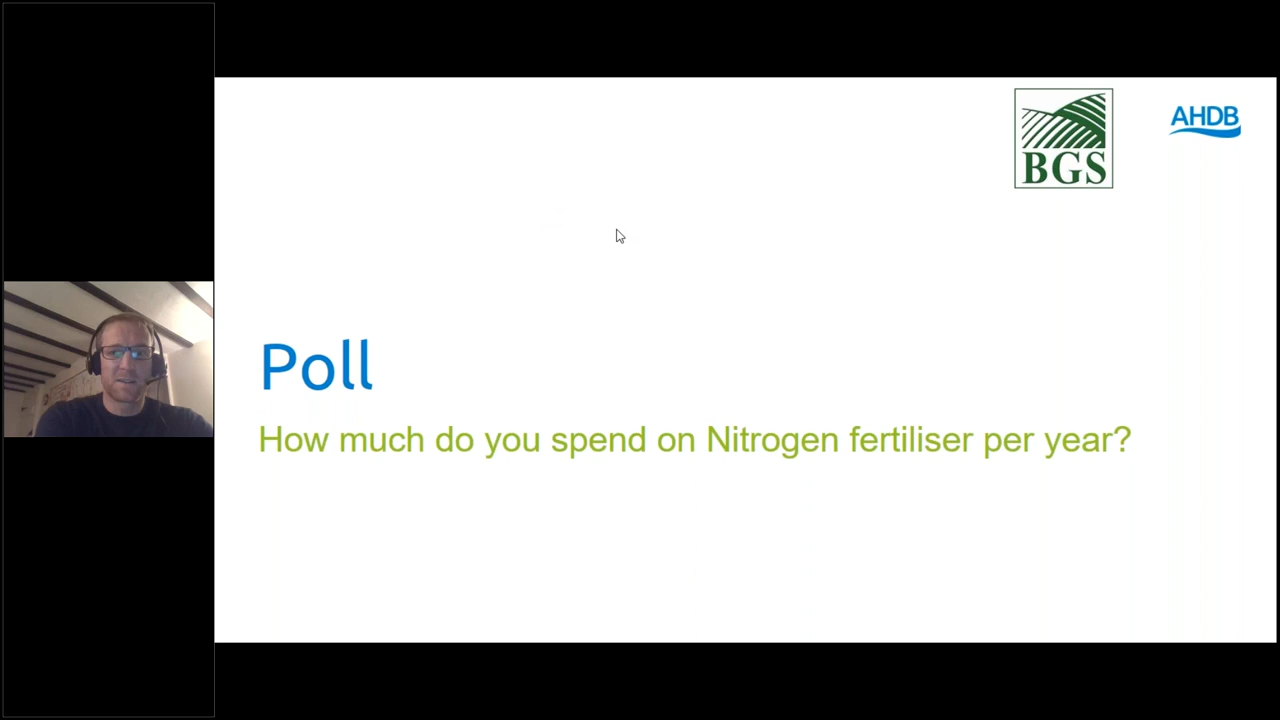 BGS
AHDB
Poll
How much do you spend on Nitrogen fertiliser per year?